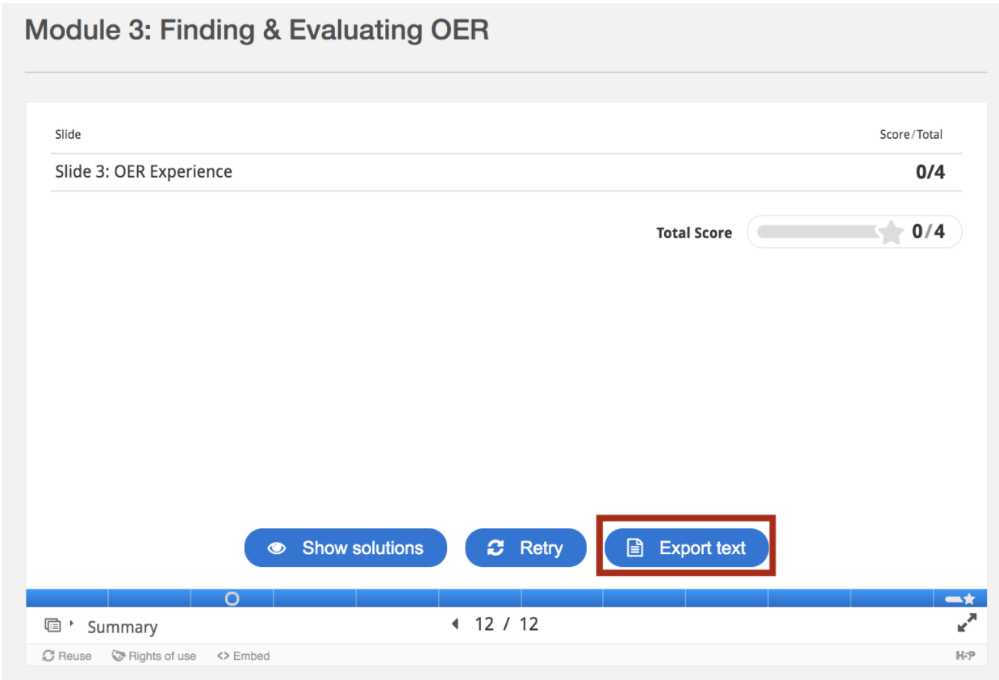 Module 3: Finding & Evaluating OER
Slide Score/Total
Slide 3: OER Experience 0/4
Total Score 0/4
Show solutions Retry Export text
Summary 12 / 12
Reuse Rights of use <> Embed H5P